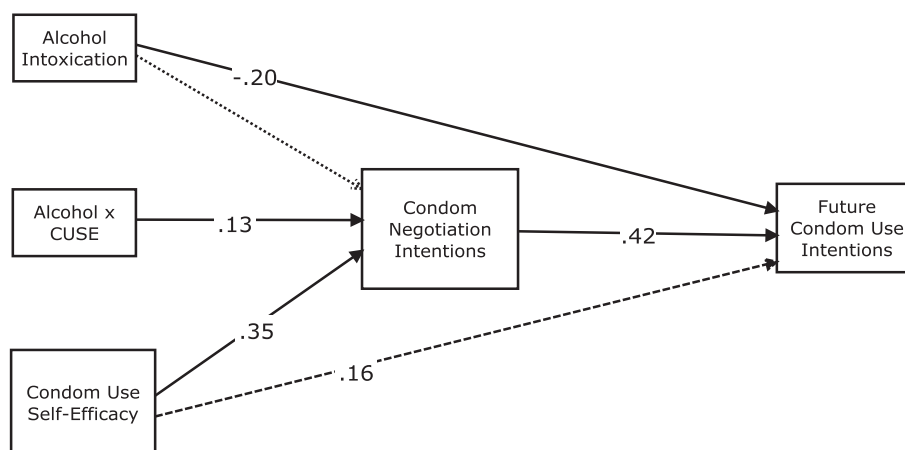 Alcohol
Intoxication
-.20
Alcohol x
CUSE
.13
Condom
Negotiation
Intentions
.42
Future
Condom Use
Intentions
.35
.16
Condom Use
Self-Efficacy